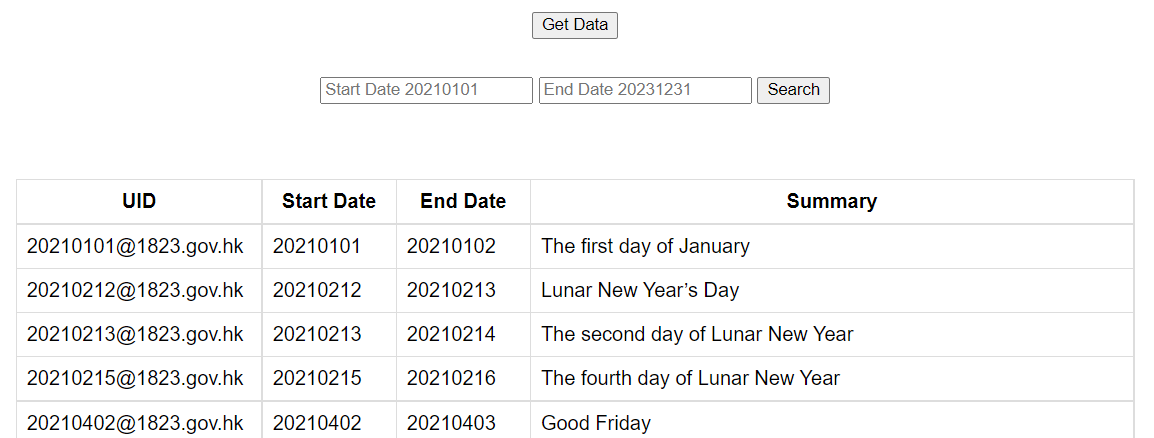 Get Data
Start Date 20210101 End Date 20231231 Search
UID Start Date End Date Summary
20210101@1823.gov.hk 20210101 20210102 The first day of January
20210212@1823.gov.hk 20210212 20210213 Lunar New Year’s Day
20210213@1823.gov.hk 20210213 20210214 The second day of Lunar New Year
20210215@1823.gov.hk 20210215 20210216 The fourth day of Lunar New Year
20210402@1823.gov.hk 20210402 20210403 Good Friday